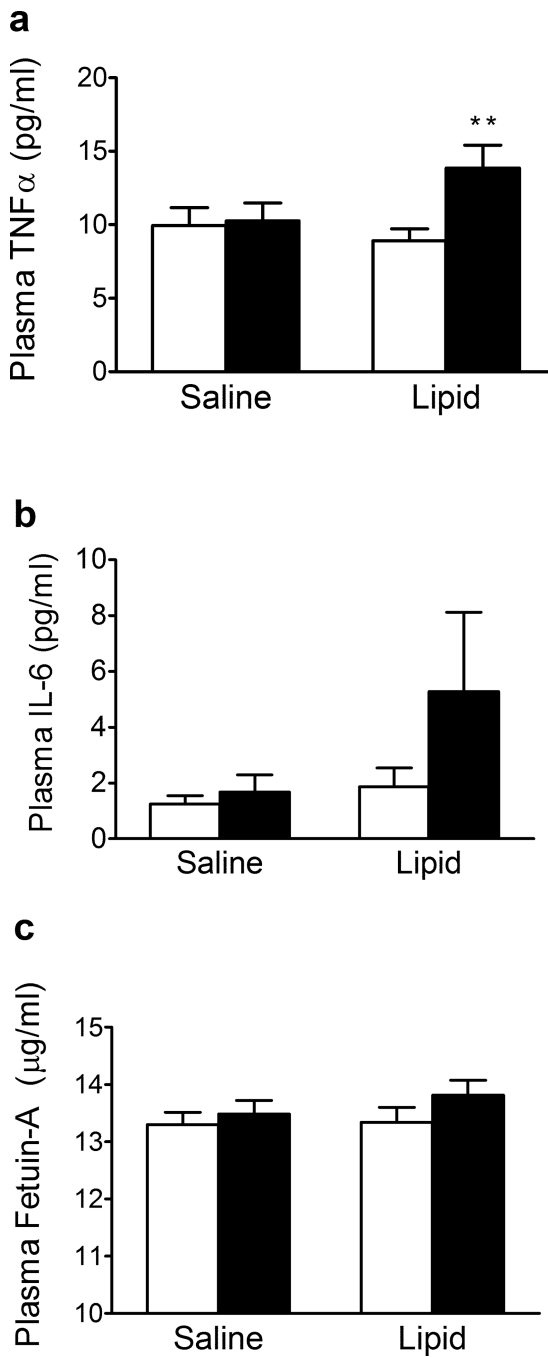 a
Plasma TNFα (pg/ml)
20
15
10
5
0
**
Saline
Lipid
b
Plasma IL-6 (pg/ml)
10
8
6
4
2
0
Saline
Lipid
c
Plasma Fetuin-A (µg/ml)
15
14
13
12
11
10
Saline
Lipid